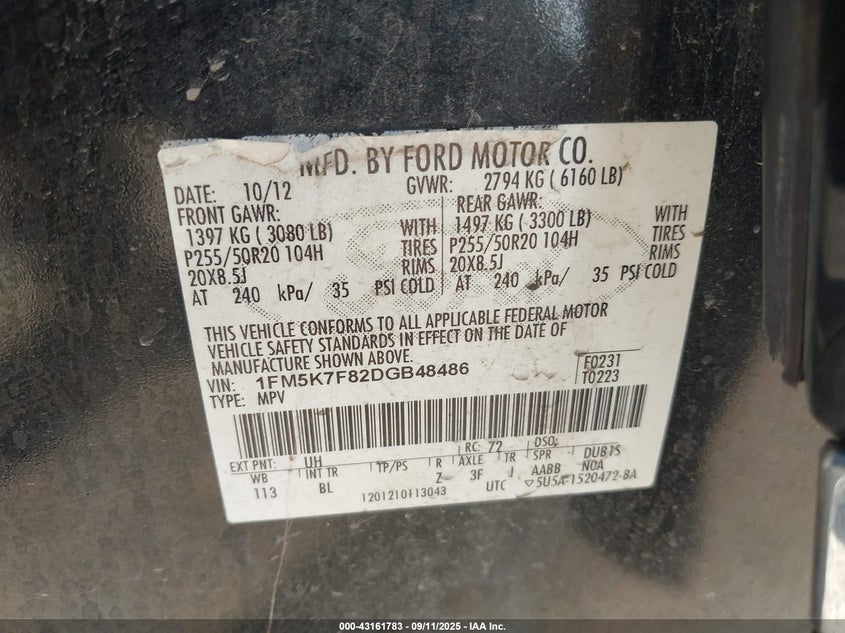 MFD. BY FORD MOTOR CO.
DATE: 10/12 GVWR: 2794 KG ( 6160 LB)
FRONT GAWR: REAR GAWR:
1397 KG ( 3080 LB) WITH 1497 KG ( 3300 LB) WITH
P255/50R20 104H TIRES P255/50R20 104H TIRES
20X8.5J RIMS 20X8.5J RIMS
AT 240 kPa/ 35 PSI COLD AT 240 kPa/ 35 PSI COLD
THIS VEHICLE CONFORMS TO ALL APPLICABLE FEDERAL MOTOR
VEHICLE SAFETY STANDARDS IN EFFECT ON THE DATE OF
MANUFACTURE SHOWN ABOVE.
VIN: 1FM5K7F82DGB48486 F0231
TYPE: MPV T0223
RC: 72 DSO:
EXT PNT: UH
WB INT TR TP/PS R AXLE TR SPR DUB1S
113 BL Z 3F J AABB NOA
1201210113043 UTC ▽5U5A-1520472-BA
000-43161783 - 09/11/2025 - IAA Inc.